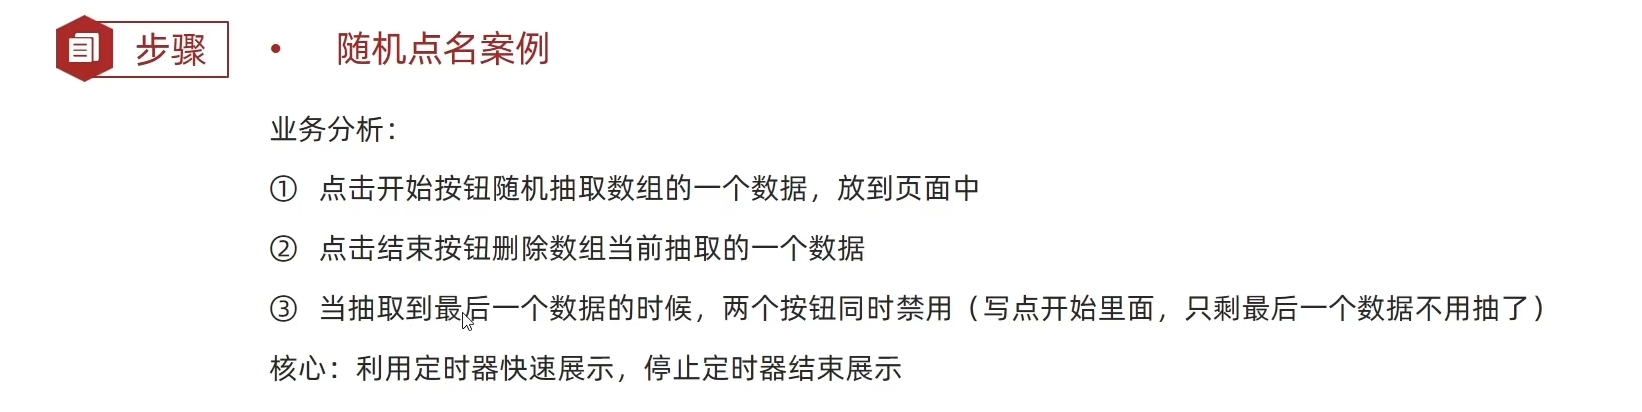 步骤
• 随机点名案例
业务分析：
① 点击开始按钮随机抽取数组的一个数据，放到页面中
② 点击结束按钮删除数组当前抽取的一个数据
③ 当抽取到最后一个数据的时候，两个按钮同时禁用（写点开始里面，只剩最后一个数据不用抽了）
核心：利用定时器快速展示，停止定时器结束展示